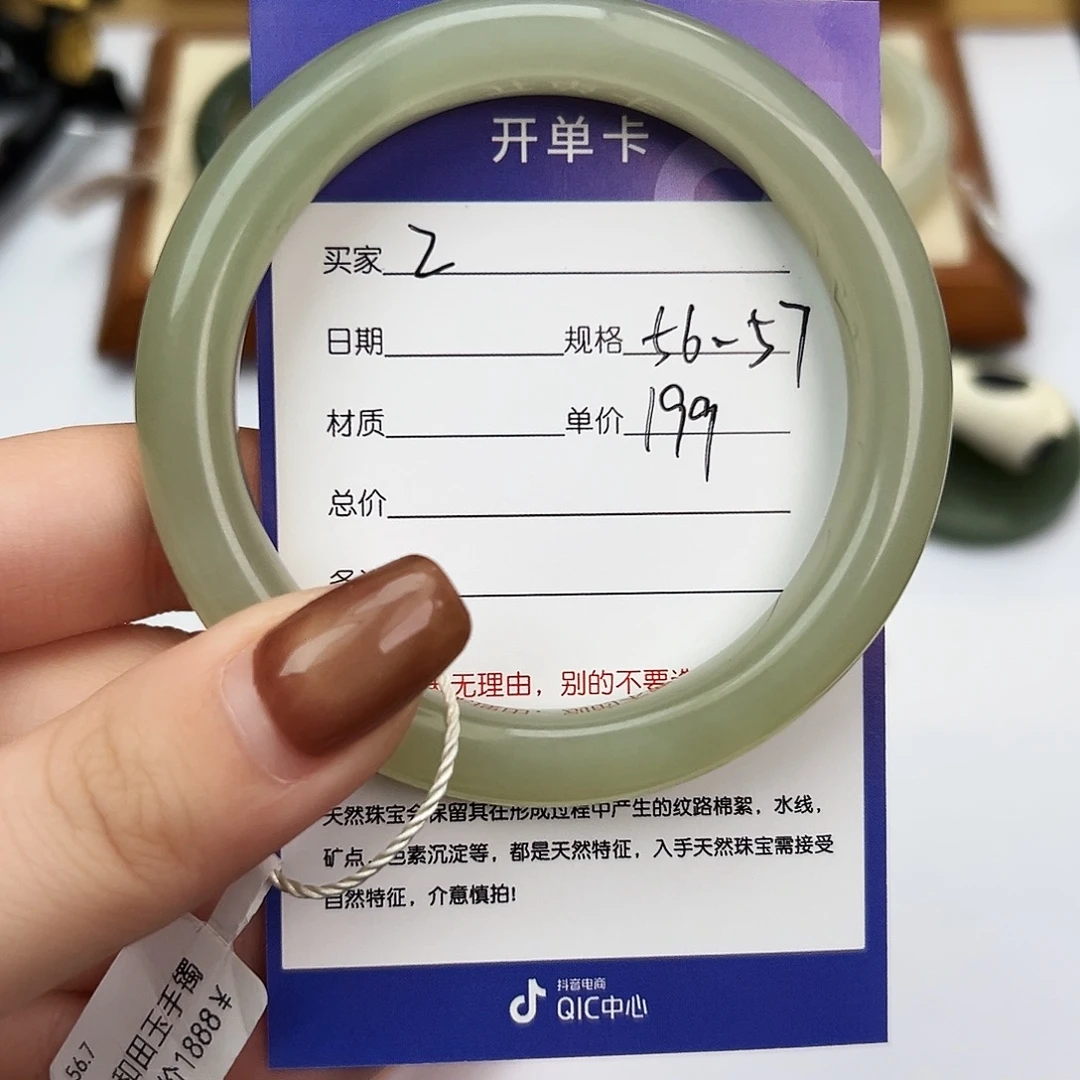 开单卡
买家 2
日期 规格 56-57
材质 单价 199
总价
无理由，别的不要
天然珠宝会保留其在形成过程中产生的纹路棉絮，水线，
矿点、色素沉淀等，都是天然特征，入手天然珠宝需接受
自然特征，介意慎拍！
抖音电商
QIC中心
手镯
和田玉
价1888
56.7